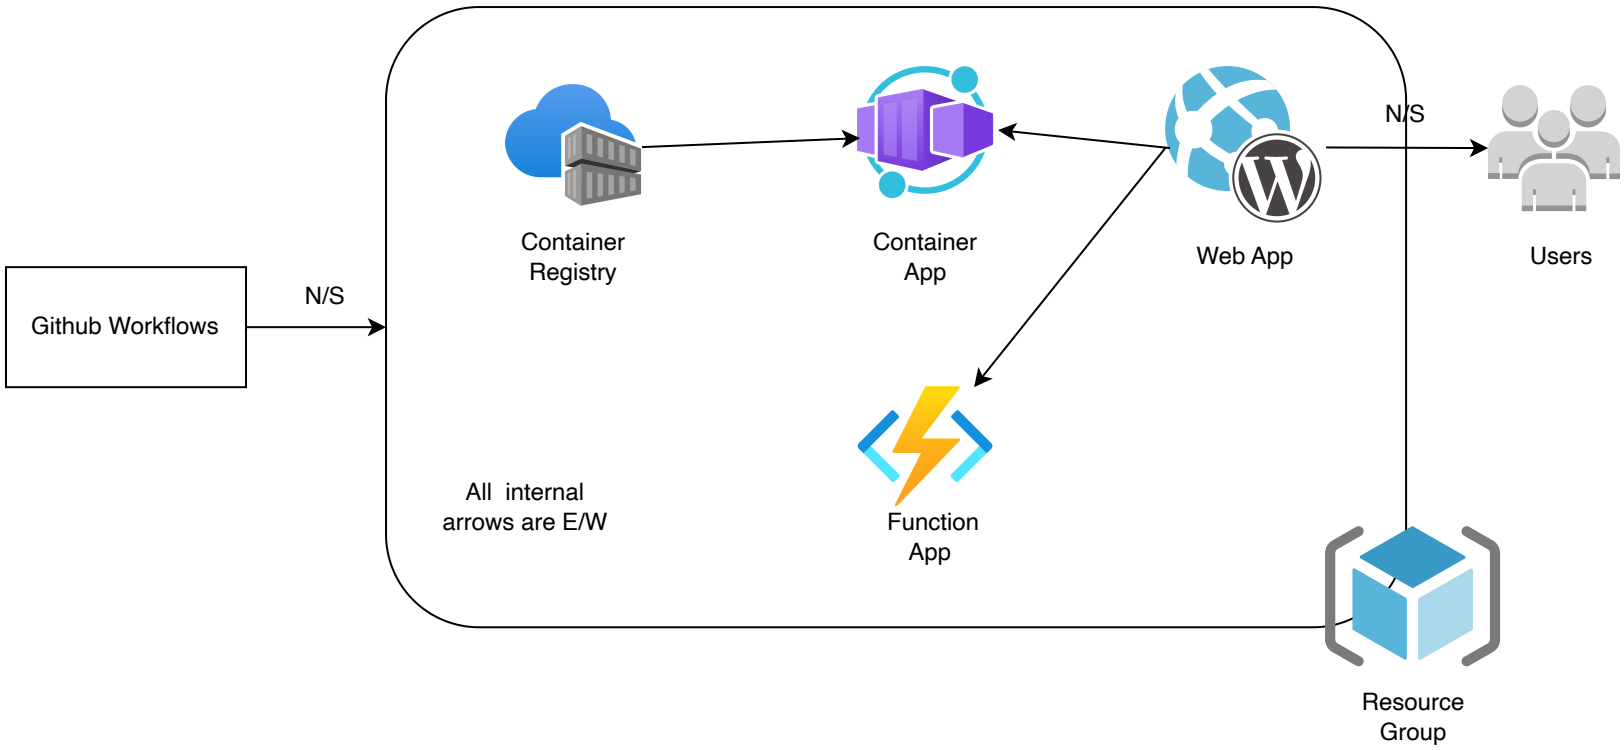 N/S
Container
Registry
Container
App
Web App
Users
N/S
Github Workflows
All  internal
arrows are E/W
Function
App
Resource
Group